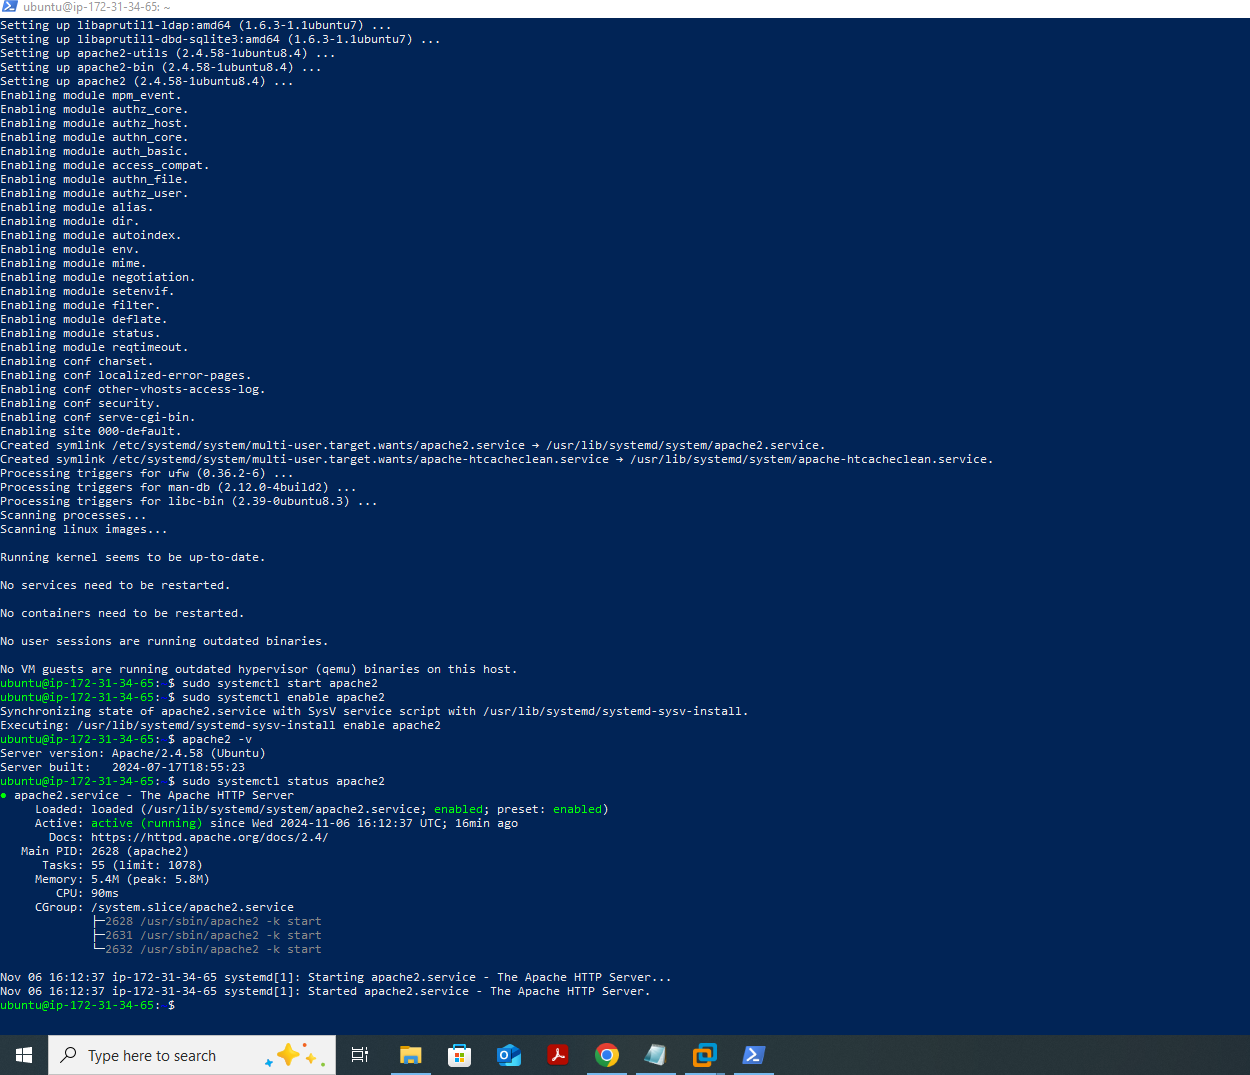 ubuntu@ip-172-31-34-65: ~
Setting up libaprutil1-ldap:amd64 (1.6.3-1.1ubuntu7) ...
Setting up libaprutil1-dbd-sqlite3:amd64 (1.6.3-1.1ubuntu7) ...
Setting up apache2-utils (2.4.58-1ubuntu8.4) ...
Setting up apache2-bin (2.4.58-1ubuntu8.4) ...
Setting up apache2 (2.4.58-1ubuntu8.4) ...
Enabling module mpm_event.
Enabling module authz_core.
Enabling module authz_host.
Enabling module authn_core.
Enabling module auth_basic.
Enabling module access_compat.
Enabling module authn_file.
Enabling module authz_user.
Enabling module alias.
Enabling module dir.
Enabling module autoindex.
Enabling module env.
Enabling module mime.
Enabling module negotiation.
Enabling module setenvif.
Enabling module filter.
Enabling module deflate.
Enabling module status.
Enabling module reqtimeout.
Enabling conf charset.
Enabling conf localized-error-pages.
Enabling conf other-vhosts-access-log.
Enabling conf security.
Enabling conf serve-cgi-bin.
Enabling site 000-default.
Created symlink /etc/systemd/system/multi-user.target.wants/apache2.service → /usr/lib/systemd/system/apache2.service.
Created symlink /etc/systemd/system/multi-user.target.wants/apache-htcacheclean.service → /usr/lib/systemd/system/apache-htcacheclean.service.
Processing triggers for ufw (0.36.2-6) ...
Processing triggers for man-db (2.12.0-4build2) ...
Processing triggers for libc-bin (2.39-0ubuntu8.3) ...
Scanning processes...
Scanning linux images...
Running kernel seems to be up-to-date.
No services need to be restarted.
No containers need to be restarted.
No user sessions are running outdated binaries.
No VM guests are running outdated hypervisor (qemu) binaries on this host.
ubuntu@ip-172-31-34-65: $ sudo systemctl start apache2
ubuntu@ip-172-31-34-65: $ sudo systemctl enable apache2
Synchronizing state of apache2.service with SysV service script with /usr/lib/systemd/systemd-sysv-install.
Executing: /usr/lib/systemd/systemd-sysv-install enable apache2
ubuntu@ip-172-31-34-65: $ apache2 -v
Server version: Apache/2.4.58 (Ubuntu)
Server built:   2024-07-17T18:55:23
ubuntu@ip-172-31-34-65: $ sudo systemctl status apache2
● apache2.service - The Apache HTTP Server
Loaded: loaded (/usr/lib/systemd/system/apache2.service; enabled; preset: enabled)
Active: active (running) since Wed 2024-11-06 16:12:37 UTC; 16min ago
Docs: https://httpd.apache.org/docs/2.4/
Main PID: 2628 (apache2)
Tasks: 55 (limit: 1078)
Memory: 5.4M (peak: 5.8M)
CPU: 90ms
CGroup: /system.slice/apache2.service
├─2628 /usr/sbin/apache2 -k start
├─2631 /usr/sbin/apache2 -k start
└─2632 /usr/sbin/apache2 -k start
Nov 06 16:12:37 ip-172-31-34-65 systemd[1]: Starting apache2.service - The Apache HTTP Server...
Nov 06 16:12:37 ip-172-31-34-65 systemd[1]: Started apache2.service - The Apache HTTP Server.
ubuntu@ip-172-31-34-65: $
Type here to search